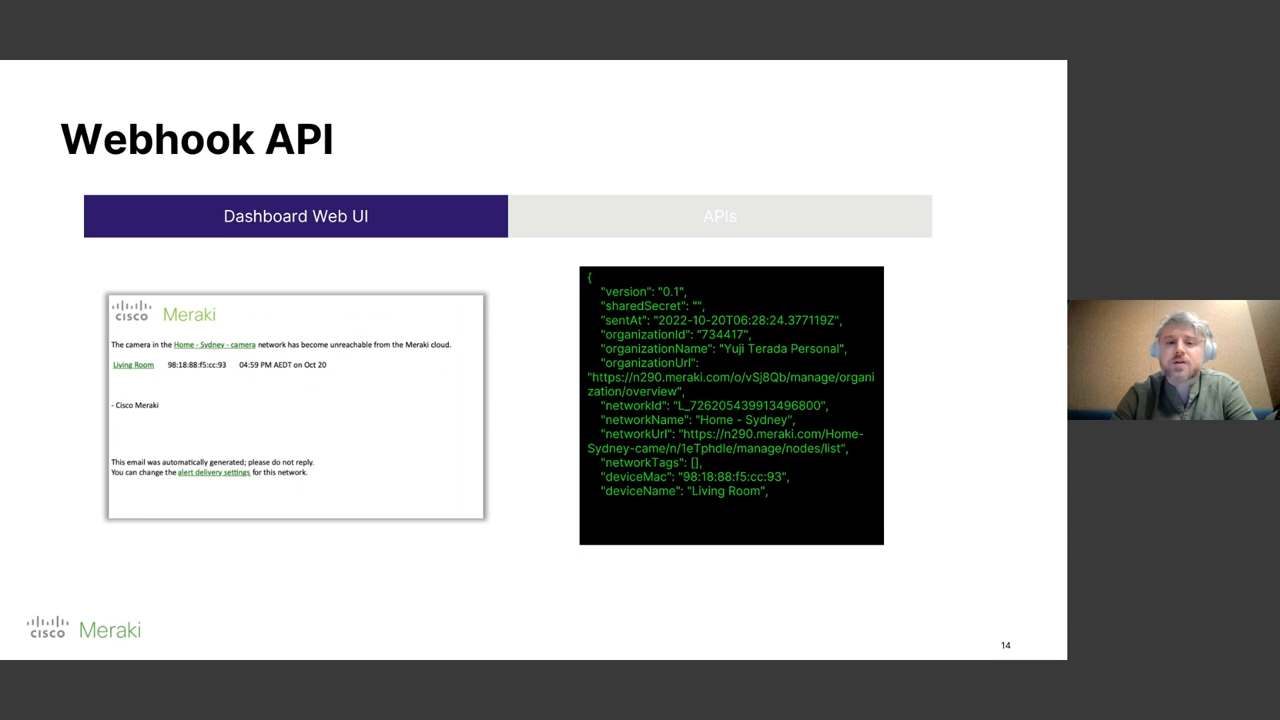 Webhook API
Dashboard Web UI
APIs
CISCO Meraki
The camera in the Home - Sydney - camera network has become unreachable from the Meraki cloud.
Living Room 98:18:88:f5:cc:93 04:59 PM AEDT on Oct 20
- Cisco Meraki
This email was automatically generated; please do not reply.
You can change the alert delivery settings for this network.
{
"version": "0.1",
"sharedSecret": "",
"sentAt": "2022-10-20T06:28:24.377119Z",
"organizationId": "734417",
"organizationName": "Yuji Terada Personal",
"organizationUrl":
"https://n290.meraki.com/o/vSj8Qb/manage/organi
zation/overview",
"networkId": "L_726205439913496800",
"networkName": "Home - Sydney",
"networkUrl": "https://n290.meraki.com/Home-
Sydney-came/n/1eTphdIe/manage/nodes/list",
"networkTags": [],
"deviceMac": "98:18:88:f5:cc:93",
"deviceName": "Living Room",
CISCO Meraki
14